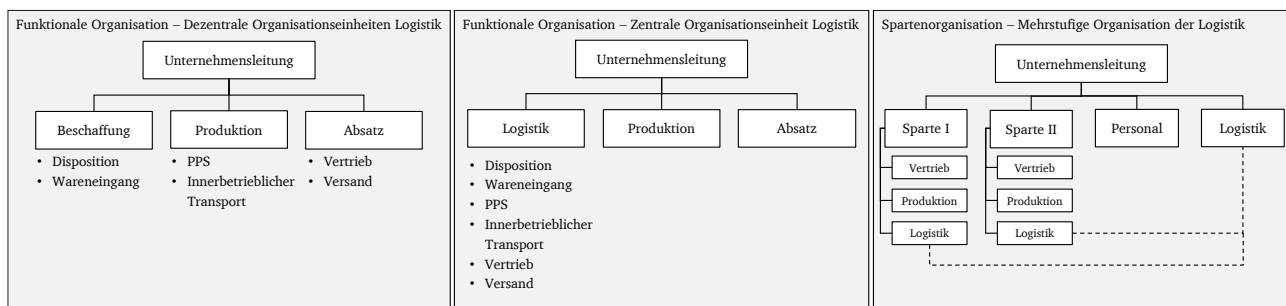 Funktionale Organisation – Dezentrale Organisationseinheiten Logistik
Unternehmensleitung
Beschaffung
Produktion
Absatz
• Disposition
• Wareneingang
• PPS
• Innerbetrieblicher
Transport
• Vertrieb
• Versand
Funktionale Organisation – Zentrale Organisationseinheit Logistik
Unternehmensleitung
Logistik
Produktion
Absatz
• Disposition
• Wareneingang
• PPS
• Innerbetrieblicher
Transport
• Vertrieb
• Versand
Spartenorganisation – Mehrstufige Organisation der Logistik
Unternehmensleitung
Sparte I
Sparte II
Personal
Logistik
Vertrieb
Produktion
Logistik
Vertrieb
Produktion
Logistik